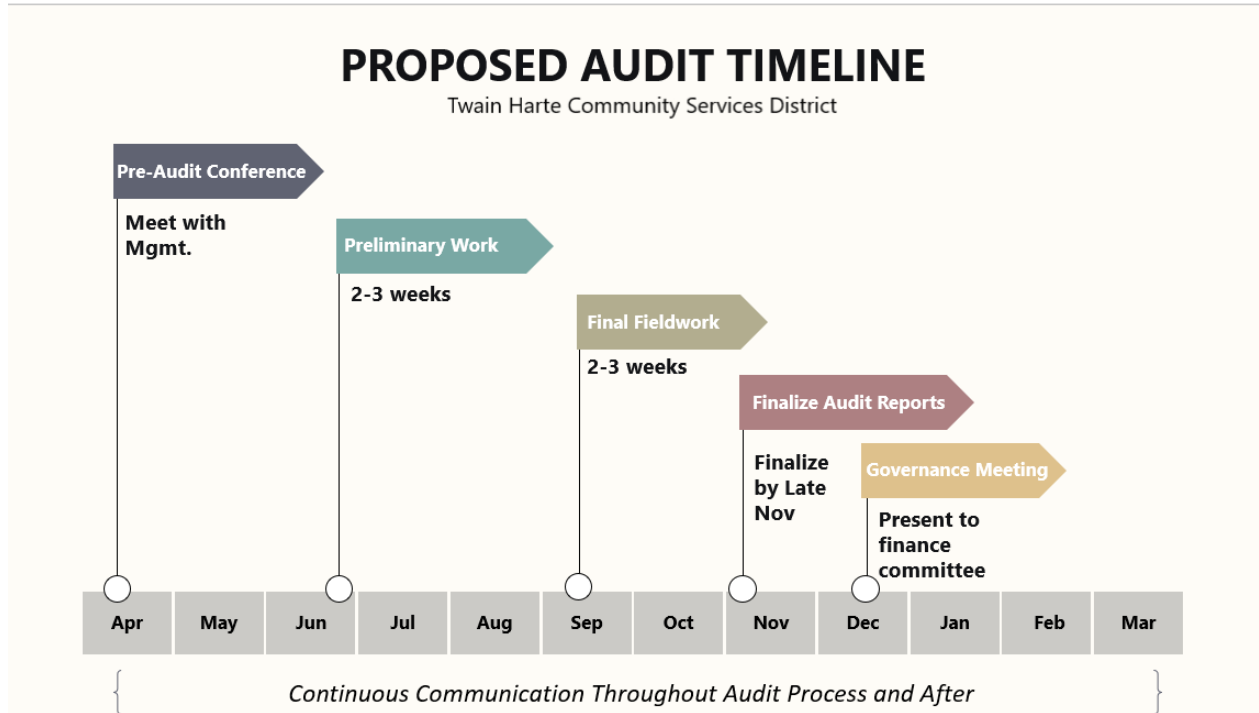 PROPOSED AUDIT TIMELINE
Twain Harte Community Services District
Pre-Audit Conference
Meet with
Mgmt.
Preliminary Work
2-3 weeks
Final Fieldwork
2-3 weeks
Finalize Audit Reports
Finalize
by Late
Nov
Governance Meeting
Present to
finance
committee
Apr May Jun Jul Aug Sep Oct Nov Dec Jan Feb Mar
Continuous Communication Throughout Audit Process and After